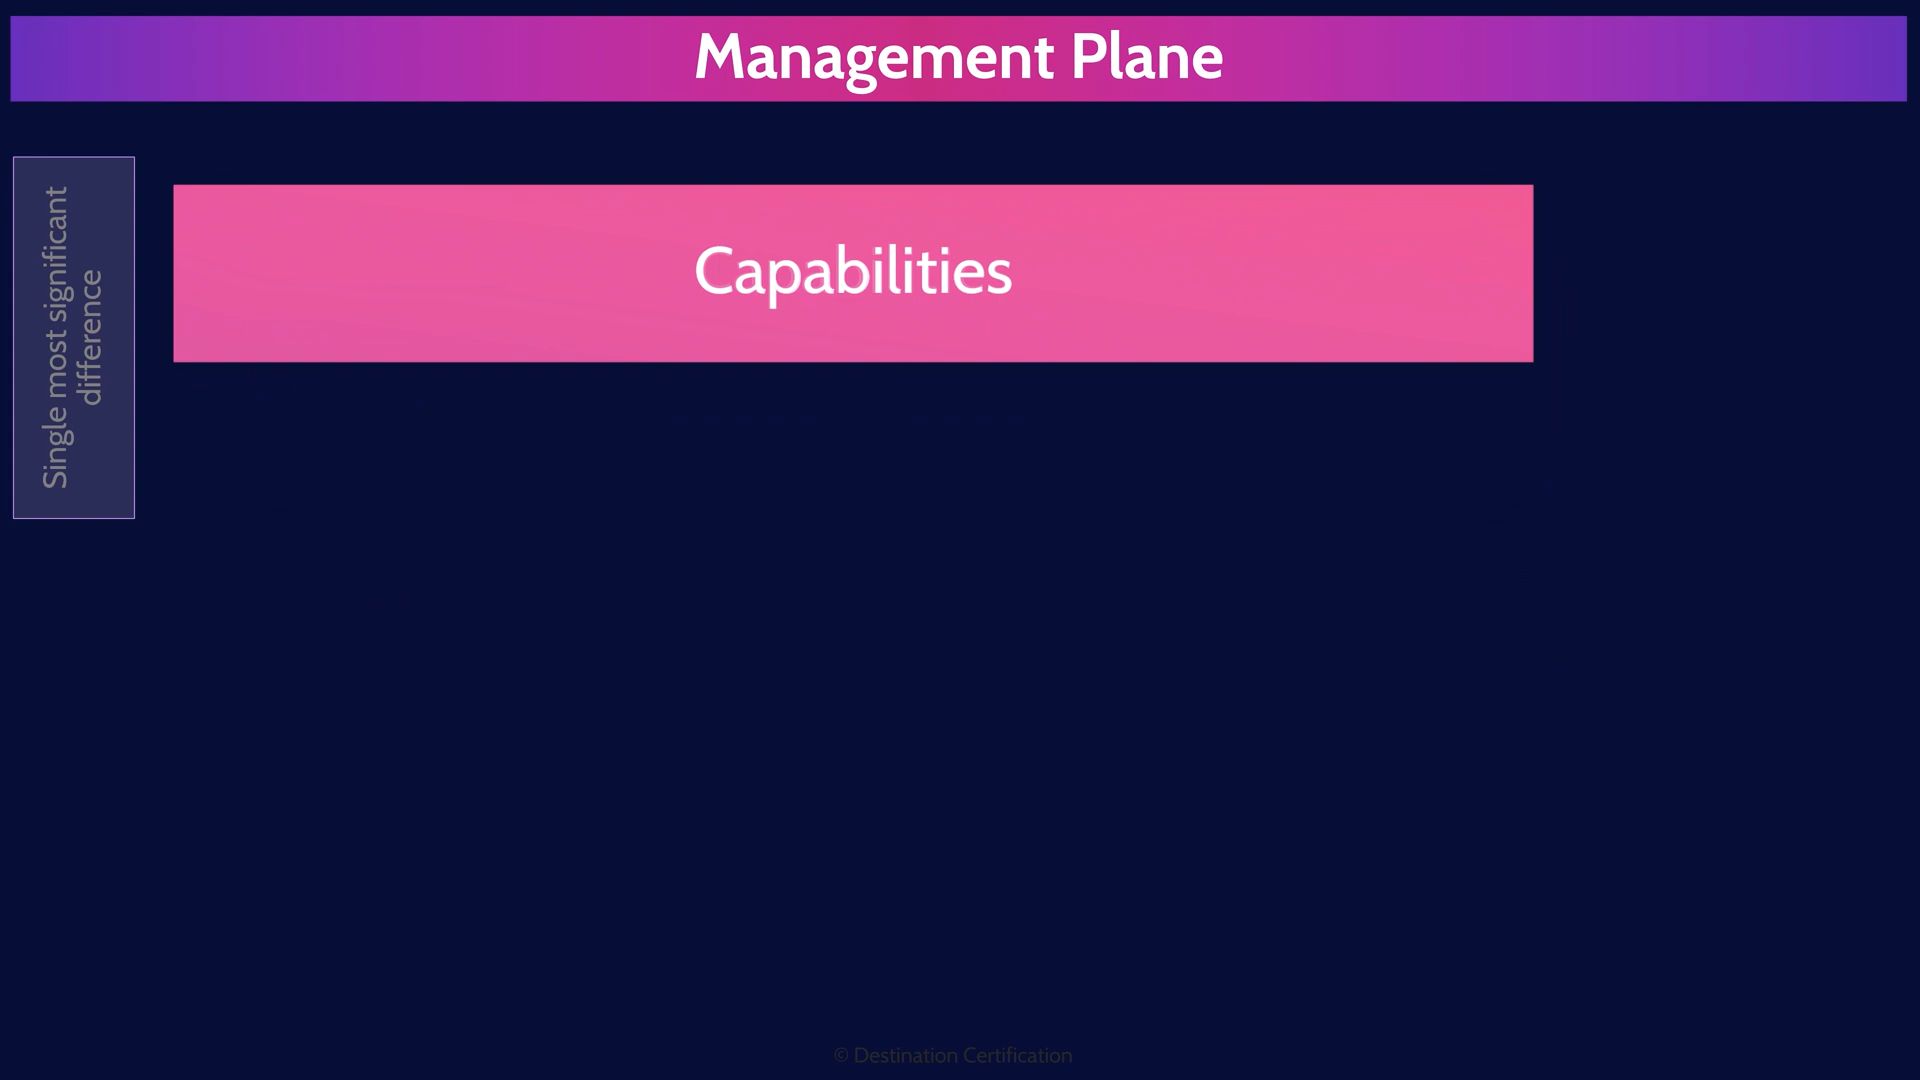 Management Plane
Single most significant
difference
Capabilities
© Destination Certification